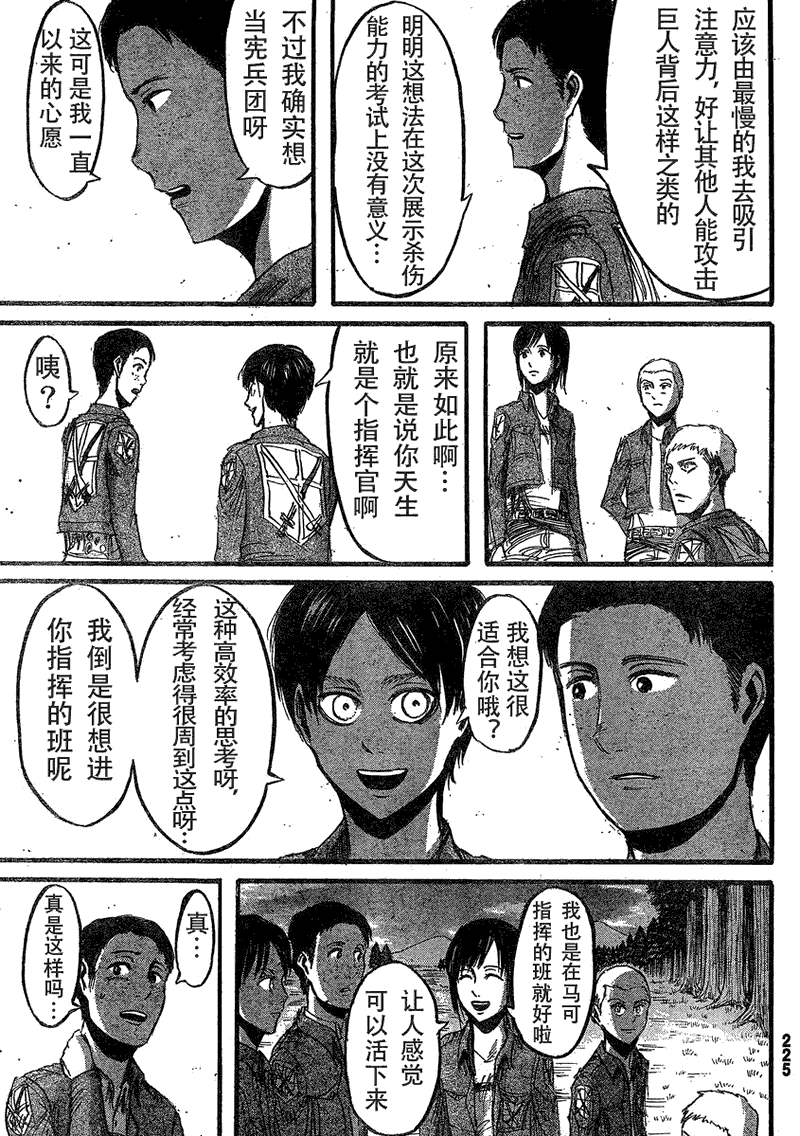 应该由最慢的我去吸引
注意力，好让其他人能攻击
巨人背后这样之类的
明明这想法在这次展示杀伤
能力的考试上没有意义…
不过我确实想
当宪兵团呀
这可是我一直
以来的心愿
原来如此啊…
也就是说你天生
就是个指挥官啊
咦？
我想这很
适合你哦？
这种高效率的思考呀，
经常考虑得很周到这点呀…
我倒是很想进
你指挥的班呢
我也是在马可
指挥的班就好啦
让人感觉
可以活下来
真…
真是这样吗…
225